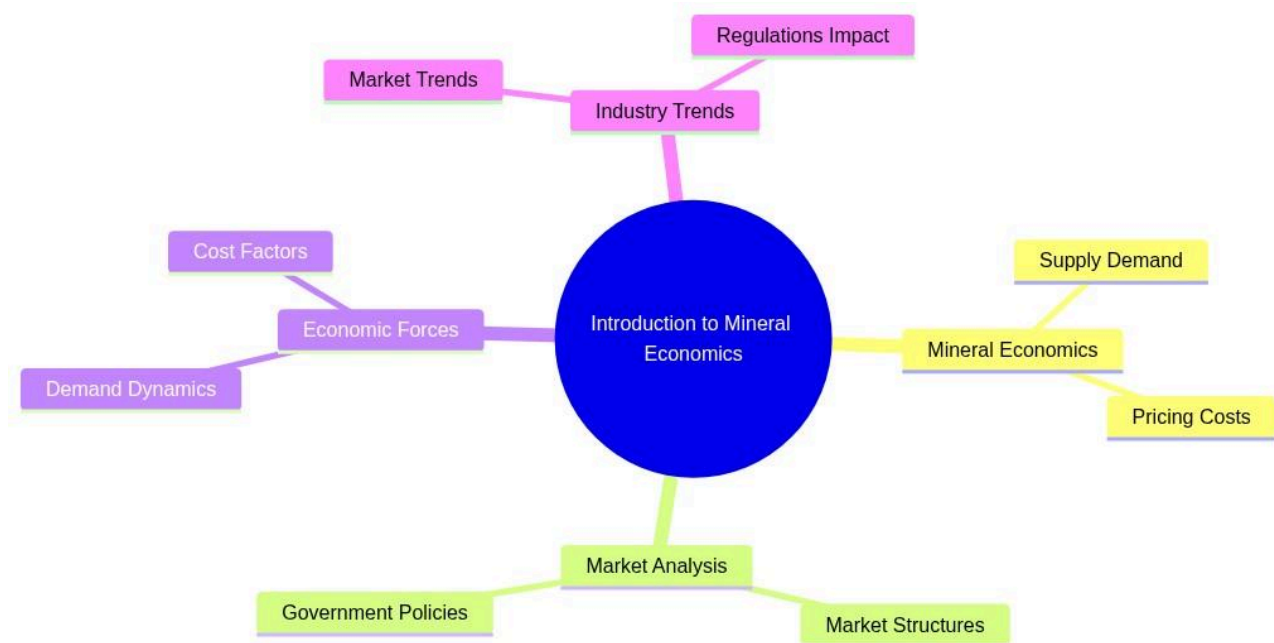 Regulations Impact
Market Trends
Industry Trends
Cost Factors
Supply Demand
Introduction to Mineral
Economics
Economic Forces
Mineral Economics
Demand Dynamics
Pricing Costs
Market Analysis
Government Policies
Market Structures